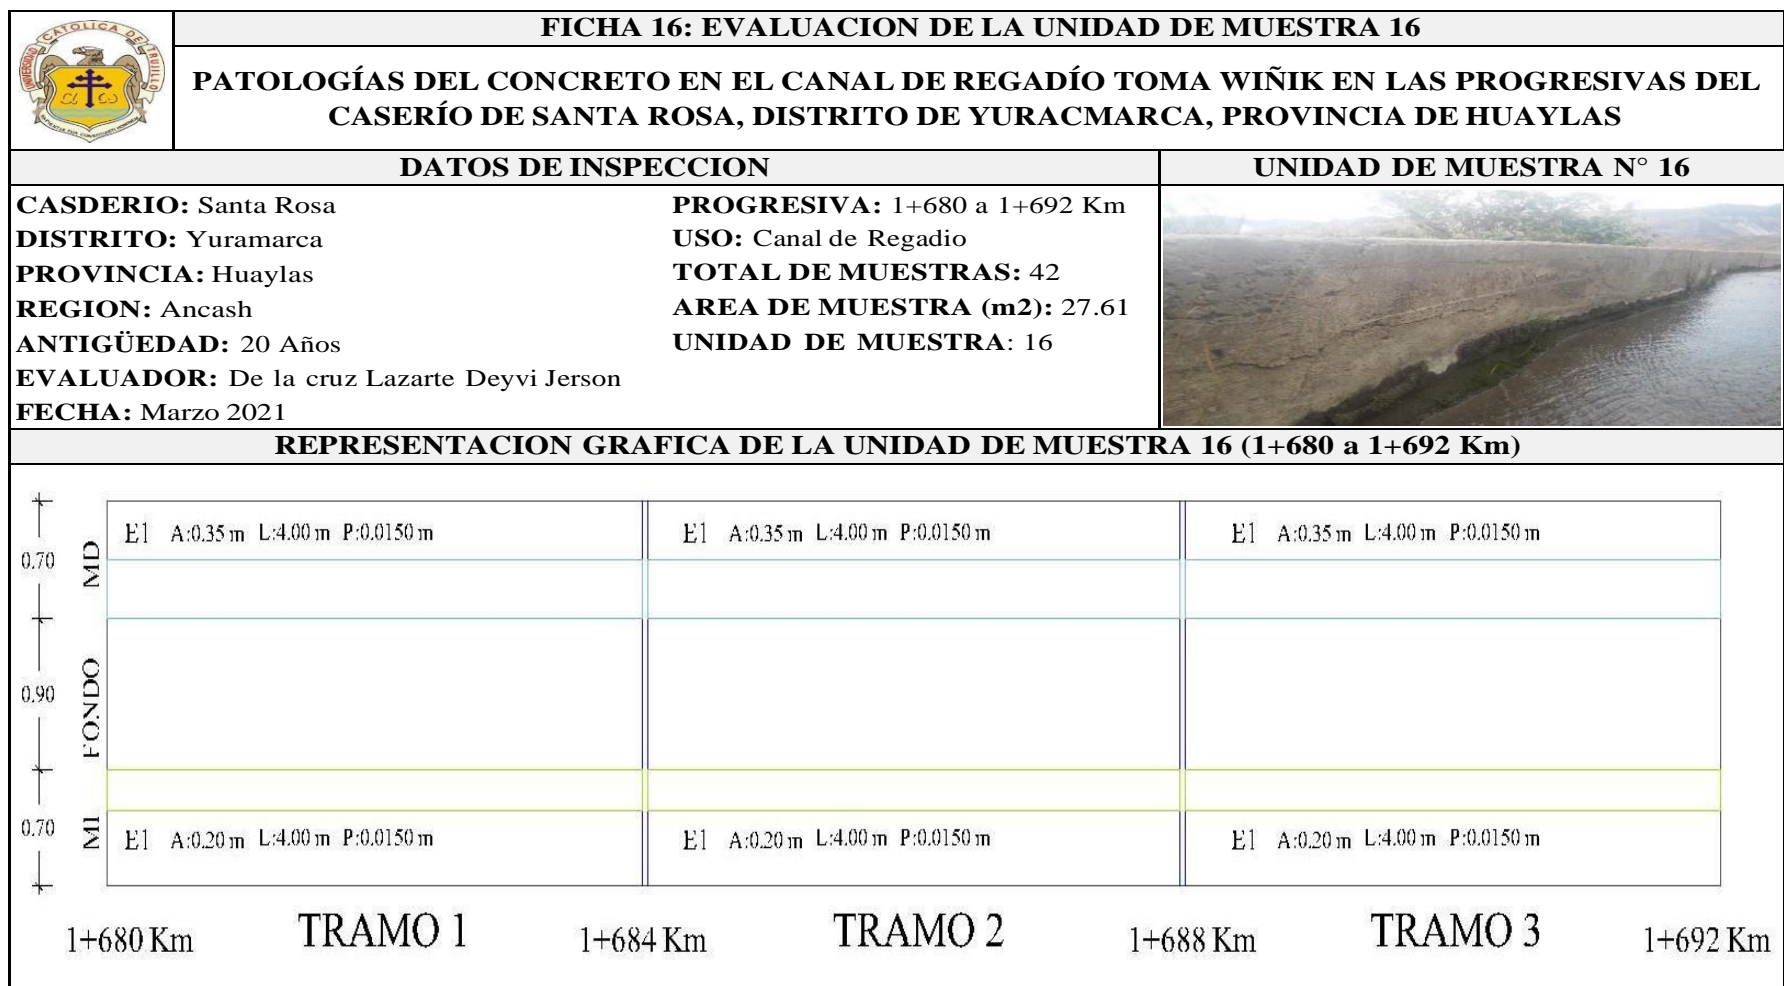 FICHA 16: EVALUACION DE LA UNIDAD DE MUESTRA 16
PATOLOGÍAS DEL CONCRETO EN EL CANAL DE REGADÍO TOMA WIÑIK EN LAS PROGRESIVAS DEL
CASERÍO DE SANTA ROSA, DISTRITO DE YURACMARCA, PROVINCIA DE HUAYLAS
DATOS DE INSPECCION
UNIDAD DE MUESTRA N° 16
CASDERIO: Santa Rosa
DISTRITO: Yuramarca
PROVINCIA: Huaylas
REGION: Ancash
ANTIGÜEDAD: 20 Años
EVALUADOR: De la cruz Lazarte Deyvi Jerson
FECHA: Marzo 2021
PROGRESIVA: 1+680 a 1+692 Km
USO: Canal de Regadio
TOTAL DE MUESTRAS: 42
AREA DE MUESTRA (m2): 27.61
UNIDAD DE MUESTRA: 16
REPRESENTACION GRAFICA DE LA UNIDAD DE MUESTRA 16 (1+680 a 1+692 Km)
0.70 MD
E1 A:0.35 m L:4.00 m P:0.0150 m
E1 A:0.35 m L:4.00 m P:0.0150 m
E1 A:0.35 m L:4.00 m P:0.0150 m
0.90 FONDO
0.70 MI
E1 A:0.20 m L:4.00 m P:0.0150 m
E1 A:0.20 m L:4.00 m P:0.0150 m
E1 A:0.20 m L:4.00 m P:0.0150 m
1+680 Km TRAMO 1 1+684 Km TRAMO 2 1+688 Km TRAMO 3 1+692 Km